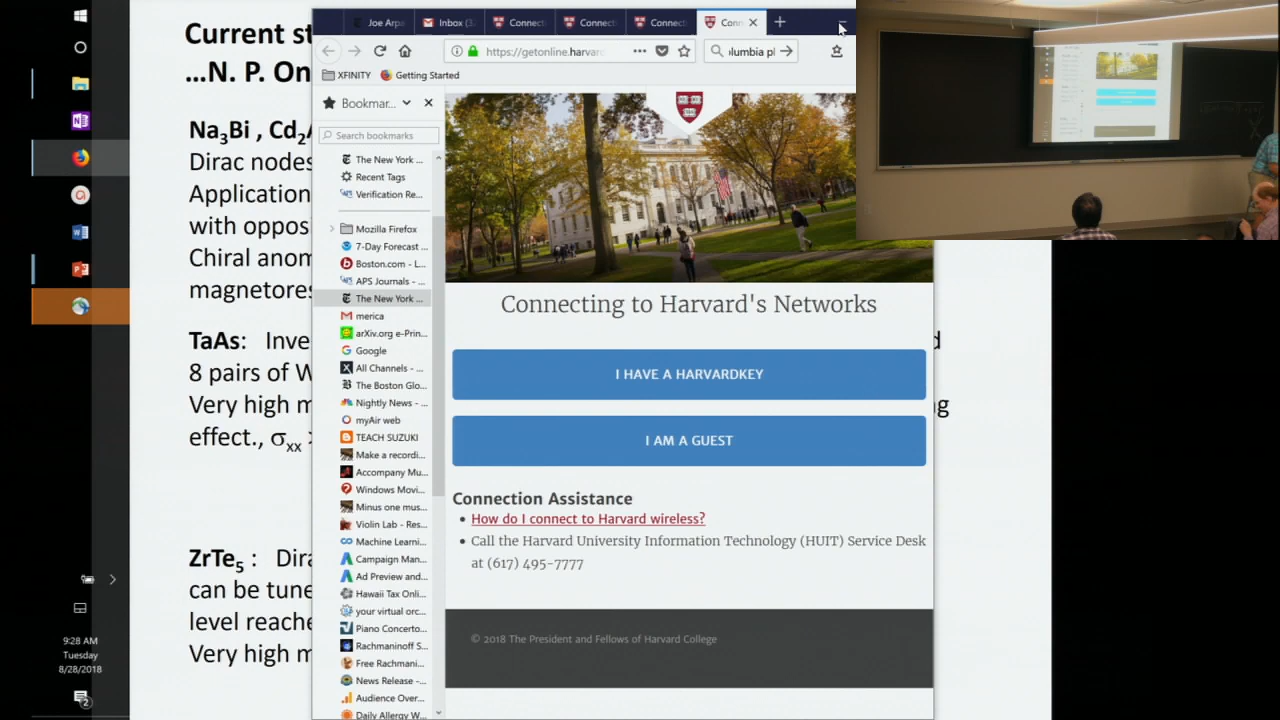 Current st
...N. P. On
Na3Bi , Cd2A
Dirac nodes
Application
with oppos
Chiral anom
magnetores
TaAs: Inve
8 pairs of W
Very high m
effect., σxx
ZrTe5 : Dira
can be tune
level reache
Very high m
d
ng
9:28 AM
Tuesday
8/28/2018
2
Joe Arpa
Inbox (3
Connect
Connect
Connect
Conn
https://getonline.harvar
lumbia pl
XFINITY
Getting Started
Bookmar...
Search bookmarks
The New York ...
Recent Tags
Verification Re...
Mozilla Firefox
7-Day Forecast ...
Boston.com - L...
APS Journals - ...
The New York ...
merica
arXiv.org e-Prin...
Google
All Channels - ...
The Boston Glo...
Nightly News - ...
myAir web
TEACH SUZUKI
Make a recordi...
Accompany Mu...
Windows Movi...
Minus one mus...
Violin Lab - Res...
Machine Learni...
Campaign Man...
Ad Preview and...
Hawaii Tax Onli...
your virtual orc...
Piano Concerto...
Rachmaninoff S...
Free Rachmani...
News Release -...
Audience Over...
Daily Allergy W...
Connecting to Harvard's Networks
I HAVE A HARVARDKEY
I AM A GUEST
Connection Assistance
• How do I connect to Harvard wireless?
• Call the Harvard University Information Technology (HUIT) Service Desk
at (617) 495-7777
© 2018 The President and Fellows of Harvard College